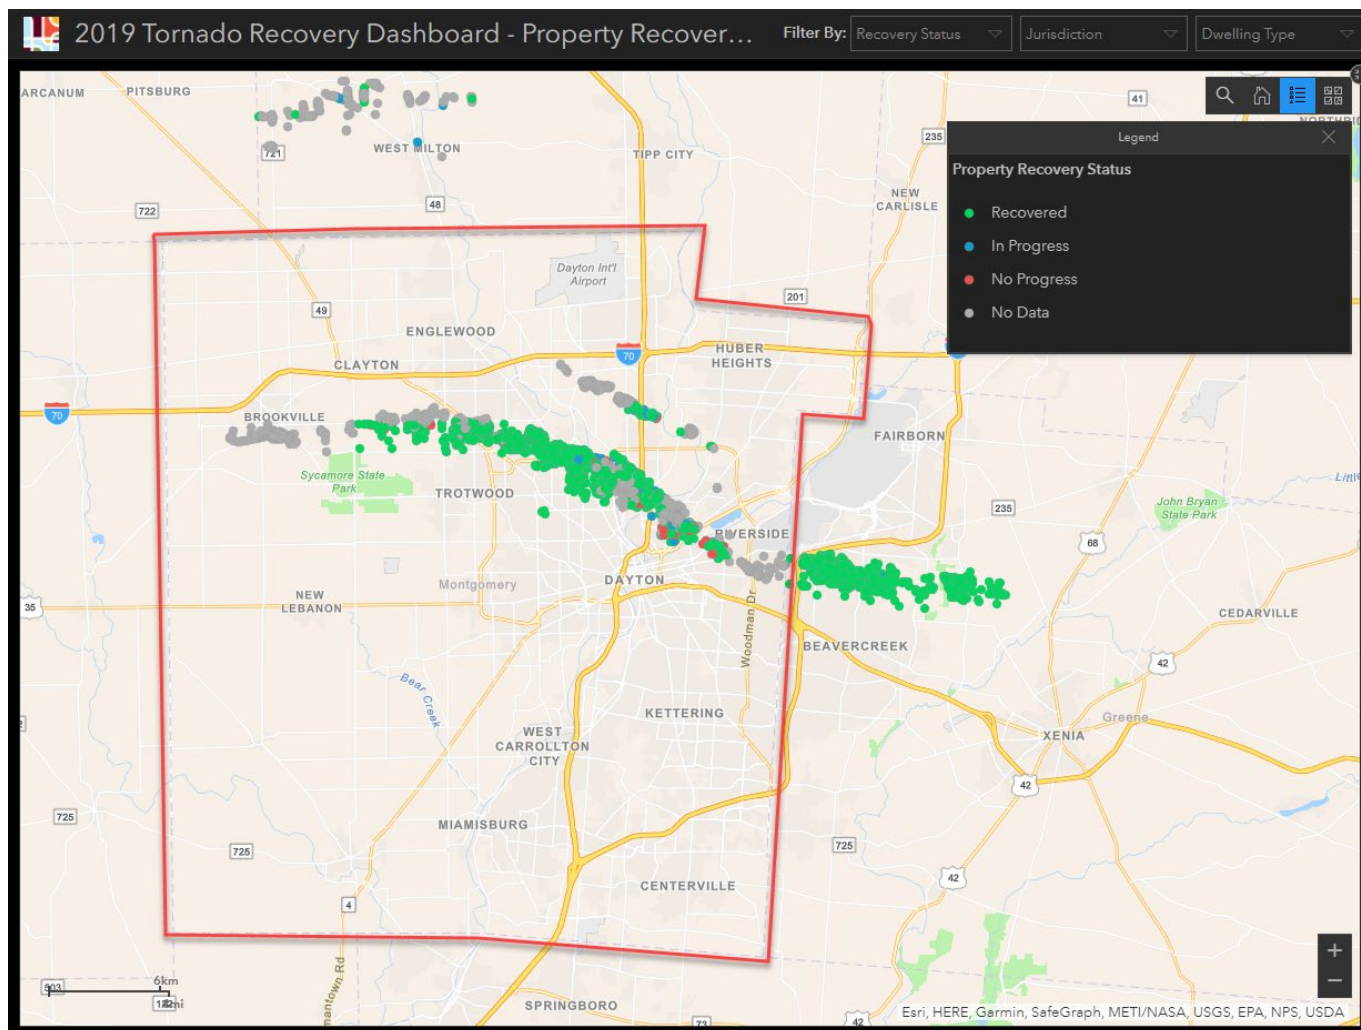 2019 Tornado Recovery Dashboard - Property Recover...
Filter By:
Recovery Status
Jurisdiction
Dwelling Type
ARCANUM
PITSBURG
41
235
721
WEST MILTON
TIPP CITY
Legend
Property Recovery Status
Recovered
In Progress
No Progress
No Data
NEW
CARLISLE
722
48
Dayton Int'l
Airport
201
49
ENGLEWOOD
70
HUBER
HEIGHTS
CLAYTON
70
BROOKVILLE
FAIRBORN
Sycamore State
Park
TROTWOOD
John Bryan
State Park
235
RIVERSIDE
68
Montgomery
DAYTON
NEW
LEBANON
35
Woodman Dr
CEDARVILLE
BEAVERCREEK
42
Bear Creek
KETTERING
Greene
WEST
CARROLLTON
CITY
XENIA
42
725
MIAMISBURG
725
725
42
CENTERVILLE
4
6km
503
mantown Rd
SPRINGBORO
73
42
Esri, HERE, Garmin, SafeGraph, METI/NASA, USGS, EPA, NPS, USDA